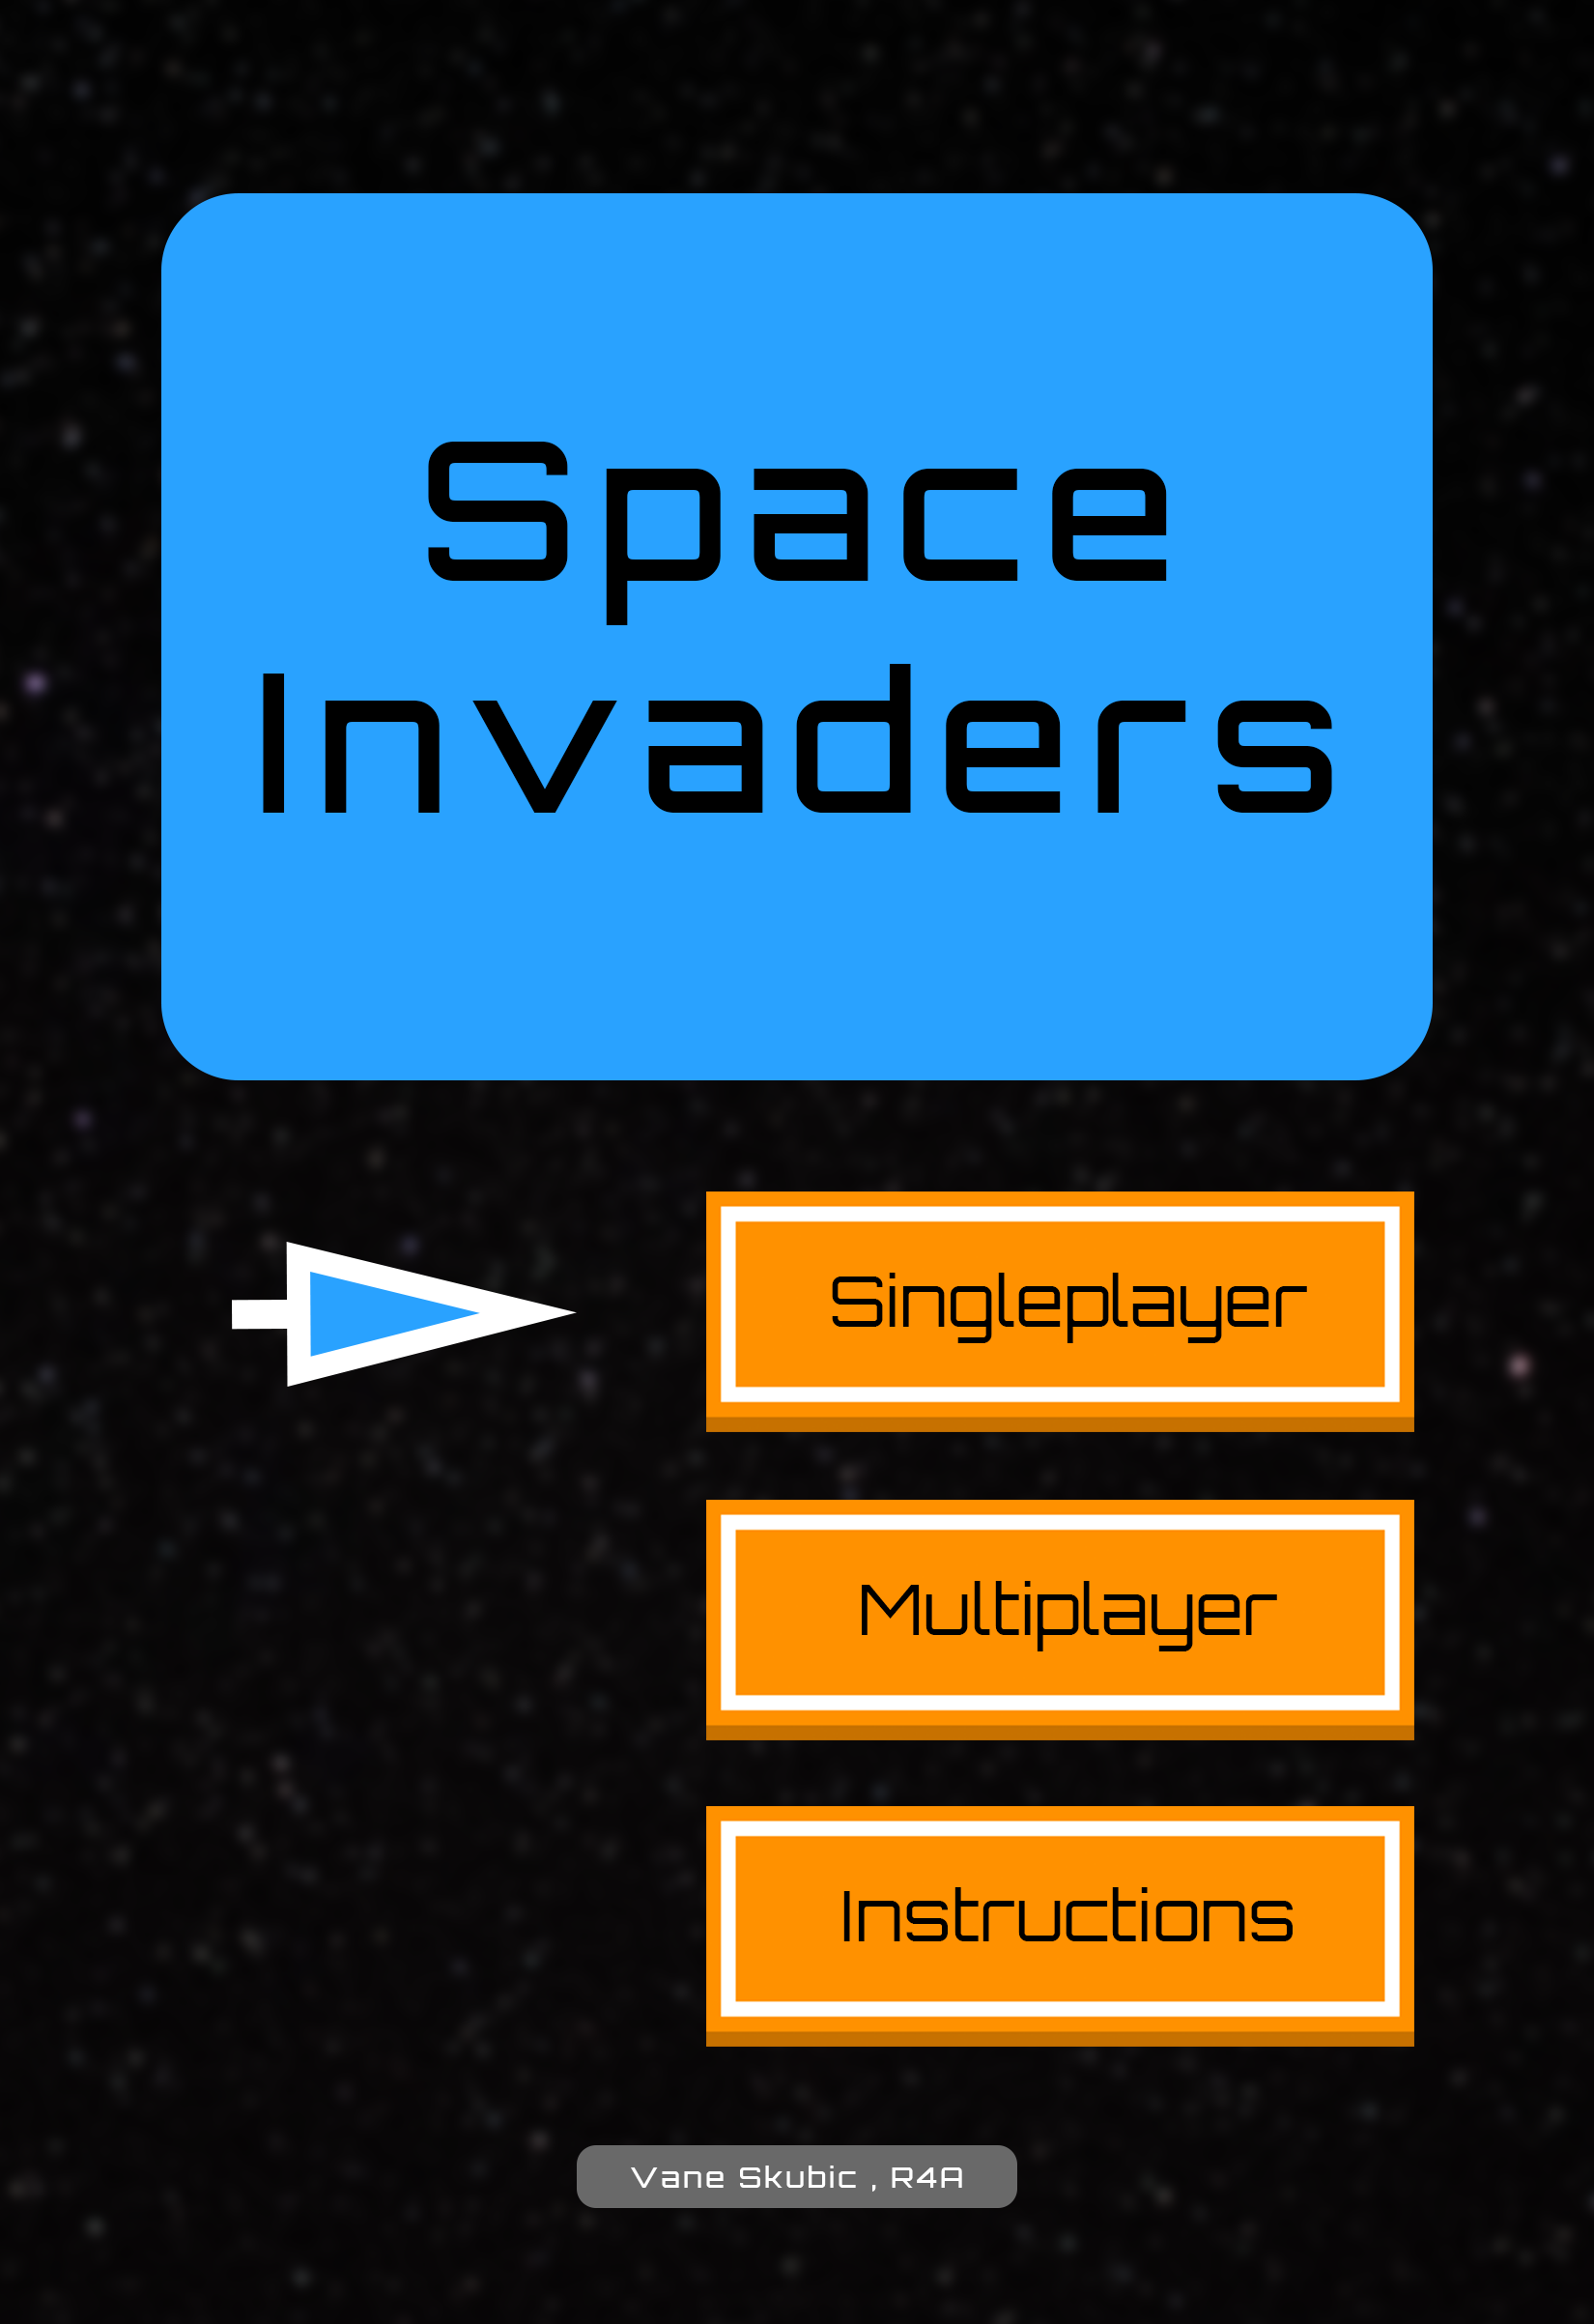 Space
Invaders
Singleplayer
Multiplayer
Instructions
Vane Skubic , R4A